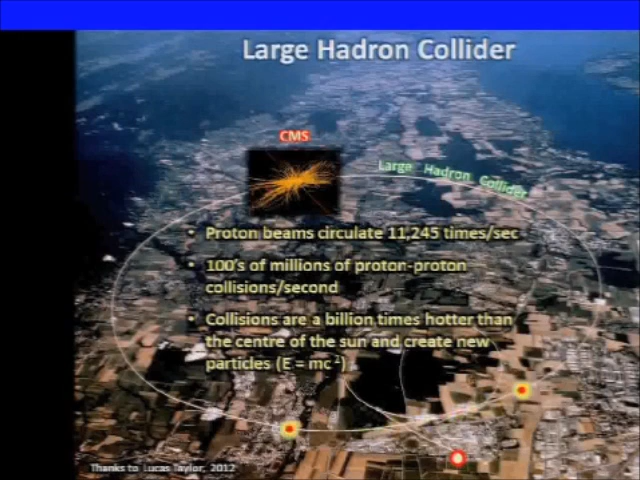 Large Hadron Collider
CMS
Large Hadron Collider
• Proton beams circulate 11,245 times/sec
• 100's of millions of proton-proton
collisions/second
• Collisions are a billion times hotter than
the centre of the sun and create new
particles (E = mc²)
Thanks to Lucas Taylor, 2012